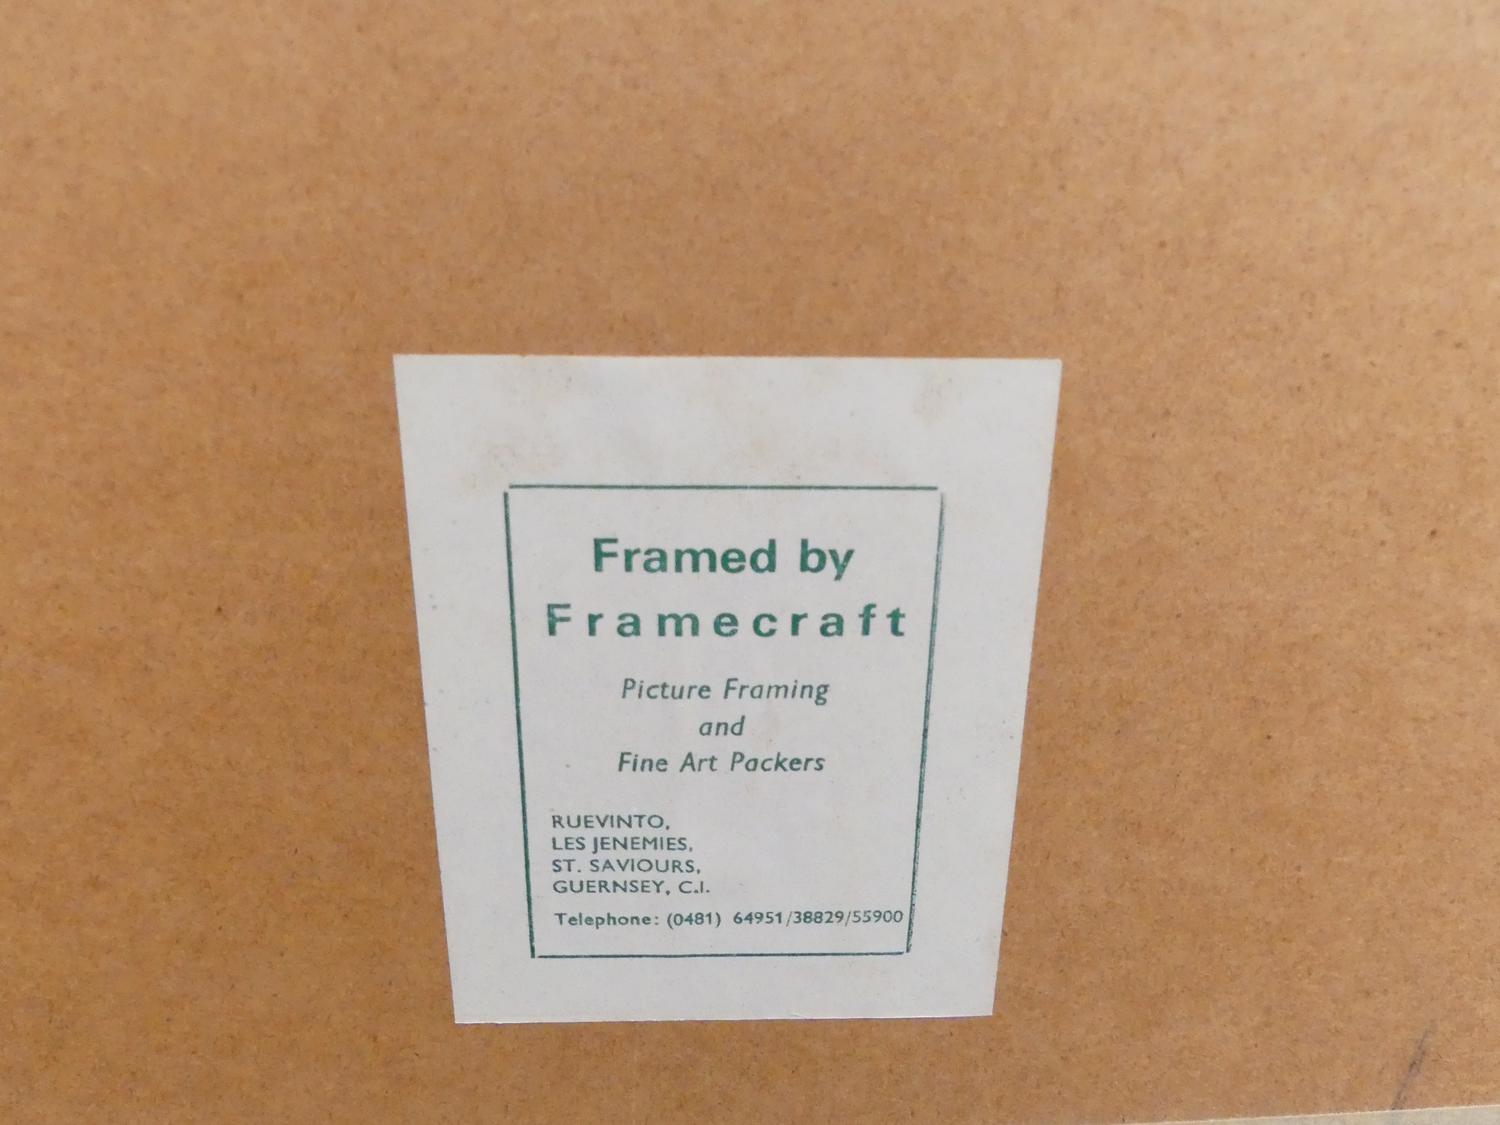 Framed by
Framecraft
Picture Framing
and
Fine Art Packers
RUEVINTO,
LES JENEMIES,
ST. SAVIOURS,
GUERNSEY, C.I.
Telephone: (0481) 64951/38829/55900